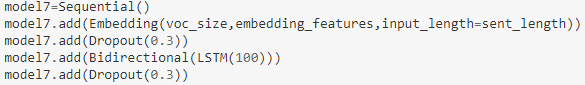 model7=Sequential()
model7.add(Embedding(voc_size,embedding_features,input_length=sent_length))
model7.add(Dropout(0.3))
model7.add(Bidirectional(LSTM(100)))
model7.add(Dropout(0.3))